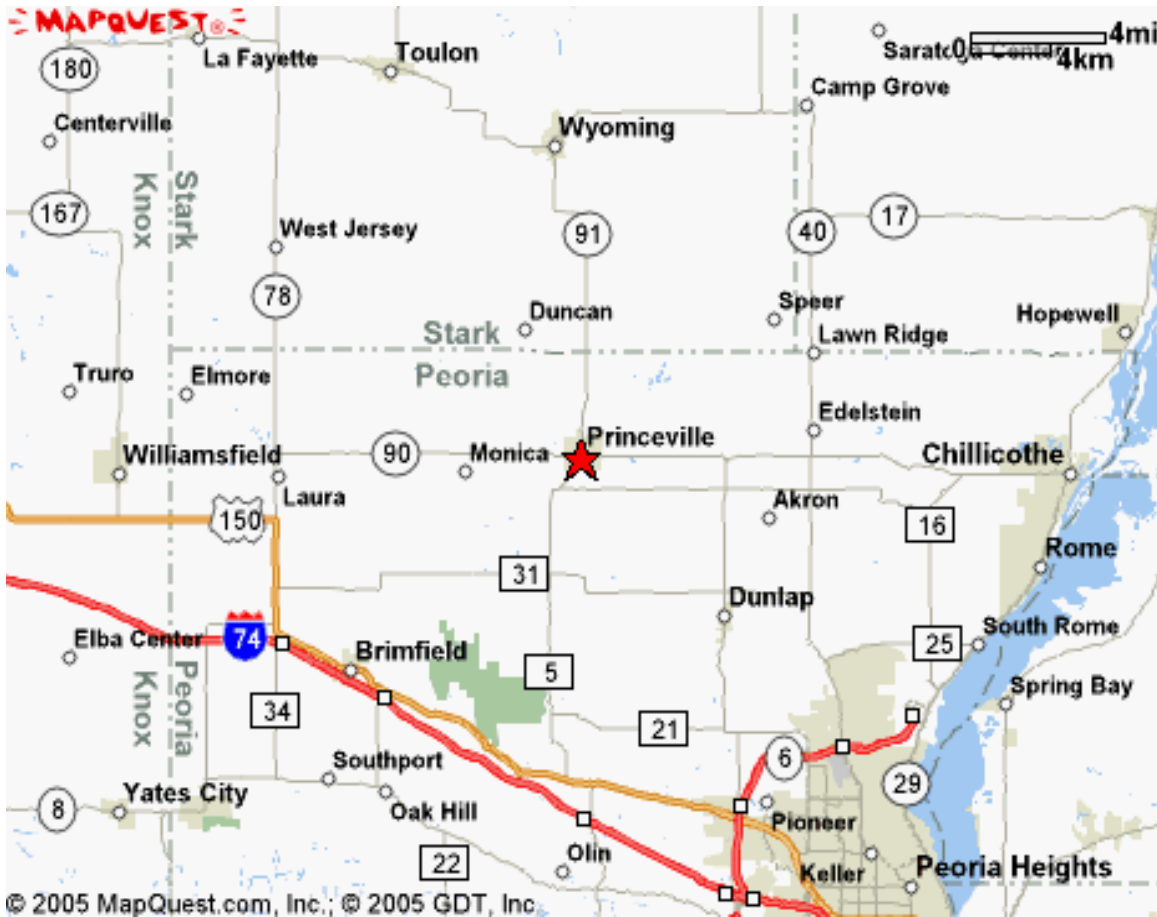 MAPQUEST®
0 4mi
4km
Saratoga Center
La Fayette
Toulon
180
Camp Grove
Centerville
Wyoming
Stark
Knox
167
West Jersey
91
40
17
78
Duncan
Speer
Hopewell
Stark
Lawn Ridge
Peoria
Truro
Elmore
Edelstein
Princeville
Williamsfield
90
Monica
Chillicothe
Laura
Akron
150
16
Rome
31
Dunlap
74
Elba Center
South Rome
25
Brimfield
5
Spring Bay
Peoria
Knox
34
21
6
Southport
29
Yates City
8
Oak Hill
Pioneer
22
Olin
Keller
Peoria Heights
© 2005 MapQuest.com, Inc.; © 2005 GDT, Inc.